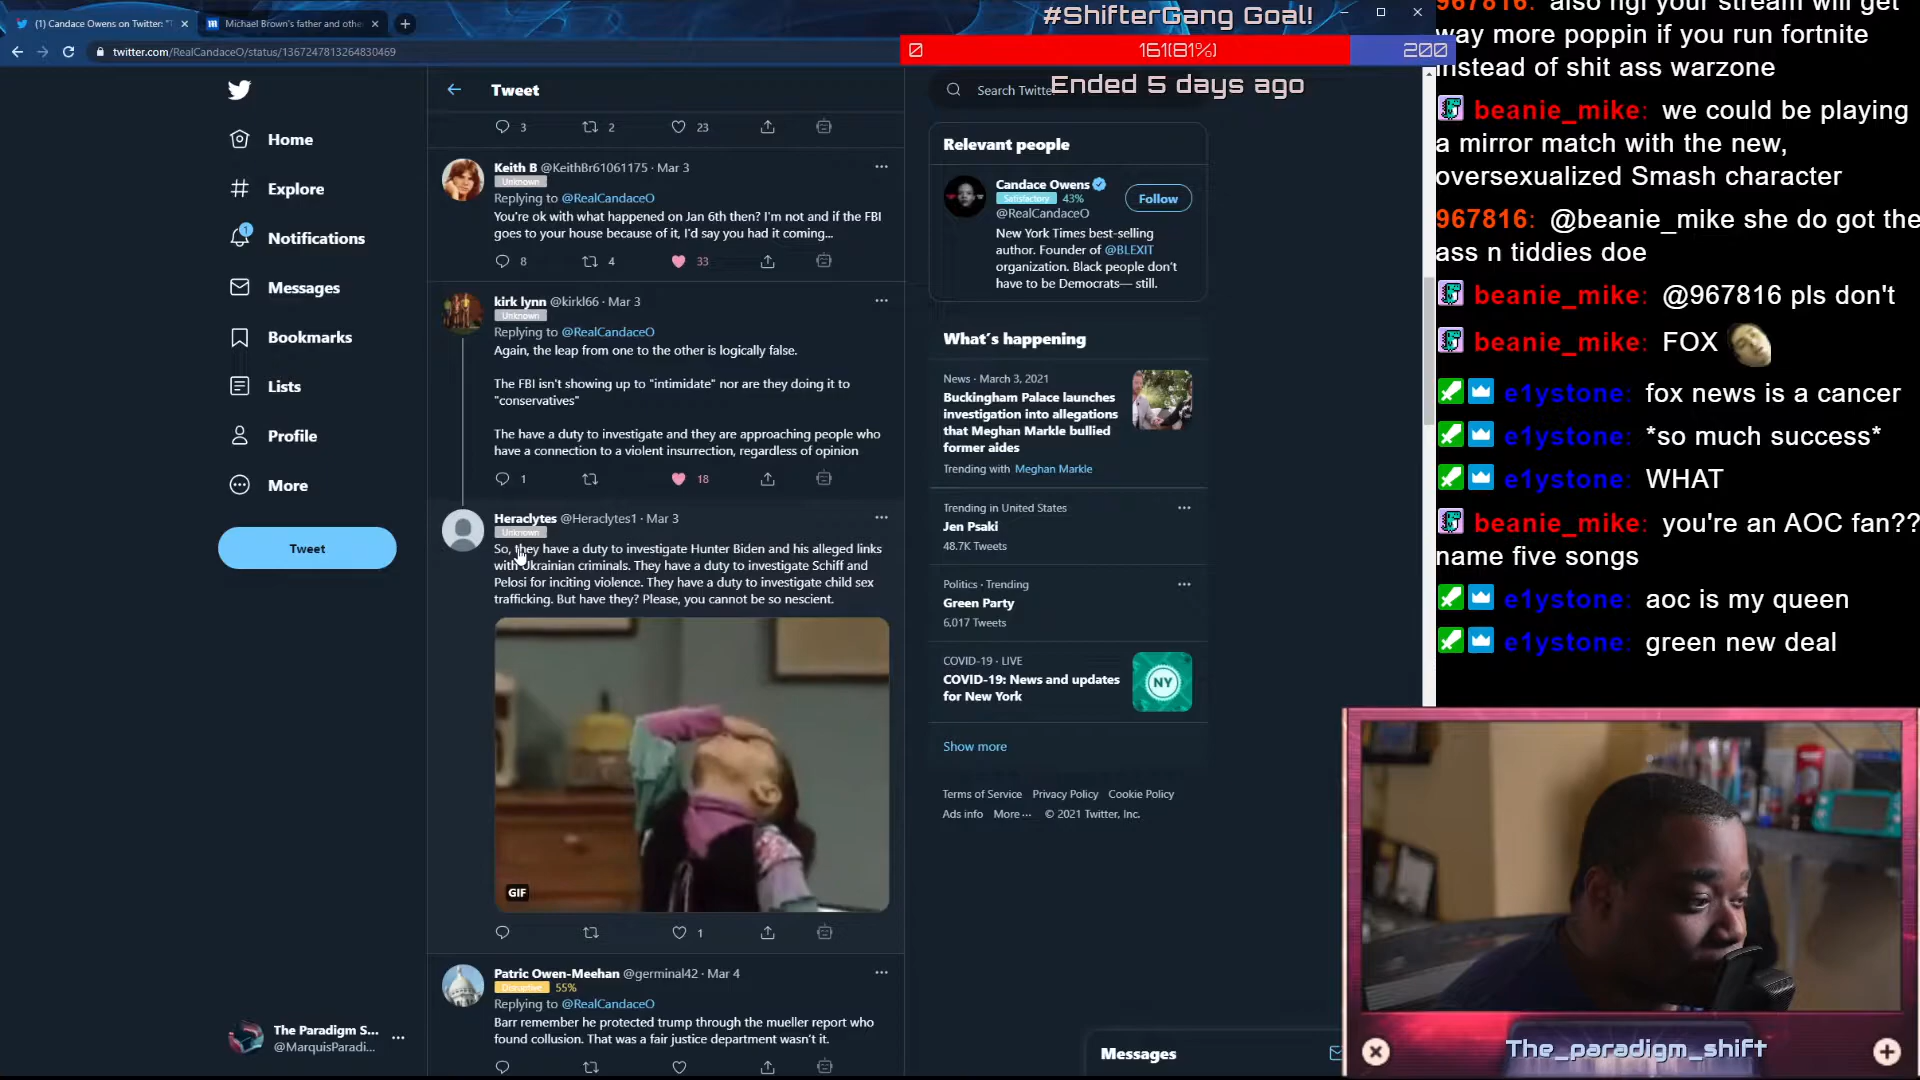 (1) Candace Owens on Twitter: "T
Michael Brown's father and othe
twitter.com/RealCandaceO/status/1367247813264830469
#ShifterGang Goal!
0 161(81%) 200
Ended 5 days ago
Home
Explore
1
Notifications
Messages
Bookmarks
Lists
Profile
More
Tweet
The Paradigm S...
@MarquisParadi...
Tweet
3 2 23
Keith B @KeithBr61061175 · Mar 3
Unknown
Replying to @RealCandaceO
You're ok with what happened on Jan 6th then? I'm not and if the FBI
goes to your house because of it, I'd say you had it coming...
8 4 33
kirk lynn @kirkl66 · Mar 3
Unknown
Replying to @RealCandaceO
Again, the leap from one to the other is logically false.
The FBI isn't showing up to "intimidate" nor are they doing it to
"conservatives"
The have a duty to investigate and they are approaching people who
have a connection to a violent insurrection, regardless of opinion
1 18
Heraclytes @Heraclytes1 · Mar 3
Unknown
So, they have a duty to investigate Hunter Biden and his alleged links
with Ukrainian criminals. They have a duty to investigate Schiff and
Pelosi for inciting violence. They have a duty to investigate child sex
trafficking. But have they? Please, you cannot be so nescient.
GIF
1
Patric Owen-Meehan @germinal42 · Mar 4
Disruptive 55%
Replying to @RealCandaceO
Barr remember he protected trump through the mueller report who
found collusion. That was a fair justice department wasn't it.
Search Twitte
Relevant people
Candace Owens
Satisfactory 43%
@RealCandaceO
Follow
New York Times best-selling
author. Founder of @BLEXIT
organization. Black people don't
have to be Democrats— still.
What's happening
News · March 3, 2021
Buckingham Palace launches
investigation into allegations
that Meghan Markle bullied
former aides
Trending with Meghan Markle
Trending in United States
Jen Psaki
48.7K Tweets
Politics · Trending
Green Party
6,017 Tweets
COVID-19 · LIVE
COVID-19: News and updates
for New York
NY
Show more
Terms of Service Privacy Policy Cookie Policy
Ads info More··· © 2021 Twitter, Inc.
Messages
967816: also ngl your stream will get
way more poppin if you run fortnite
instead of shit ass warzone
beanie_mike: we could be playing
a mirror match with the new,
oversexualized Smash character
967816: @beanie_mike she do got the
ass n tiddies doe
beanie_mike: @967816 pls don't
beanie_mike: FOX
e1ystone: fox news is a cancer
e1ystone: *so much success*
e1ystone: WHAT
beanie_mike: you're an AOC fan??
name five songs
e1ystone: aoc is my queen
e1ystone: green new deal
The_paradigm_shift